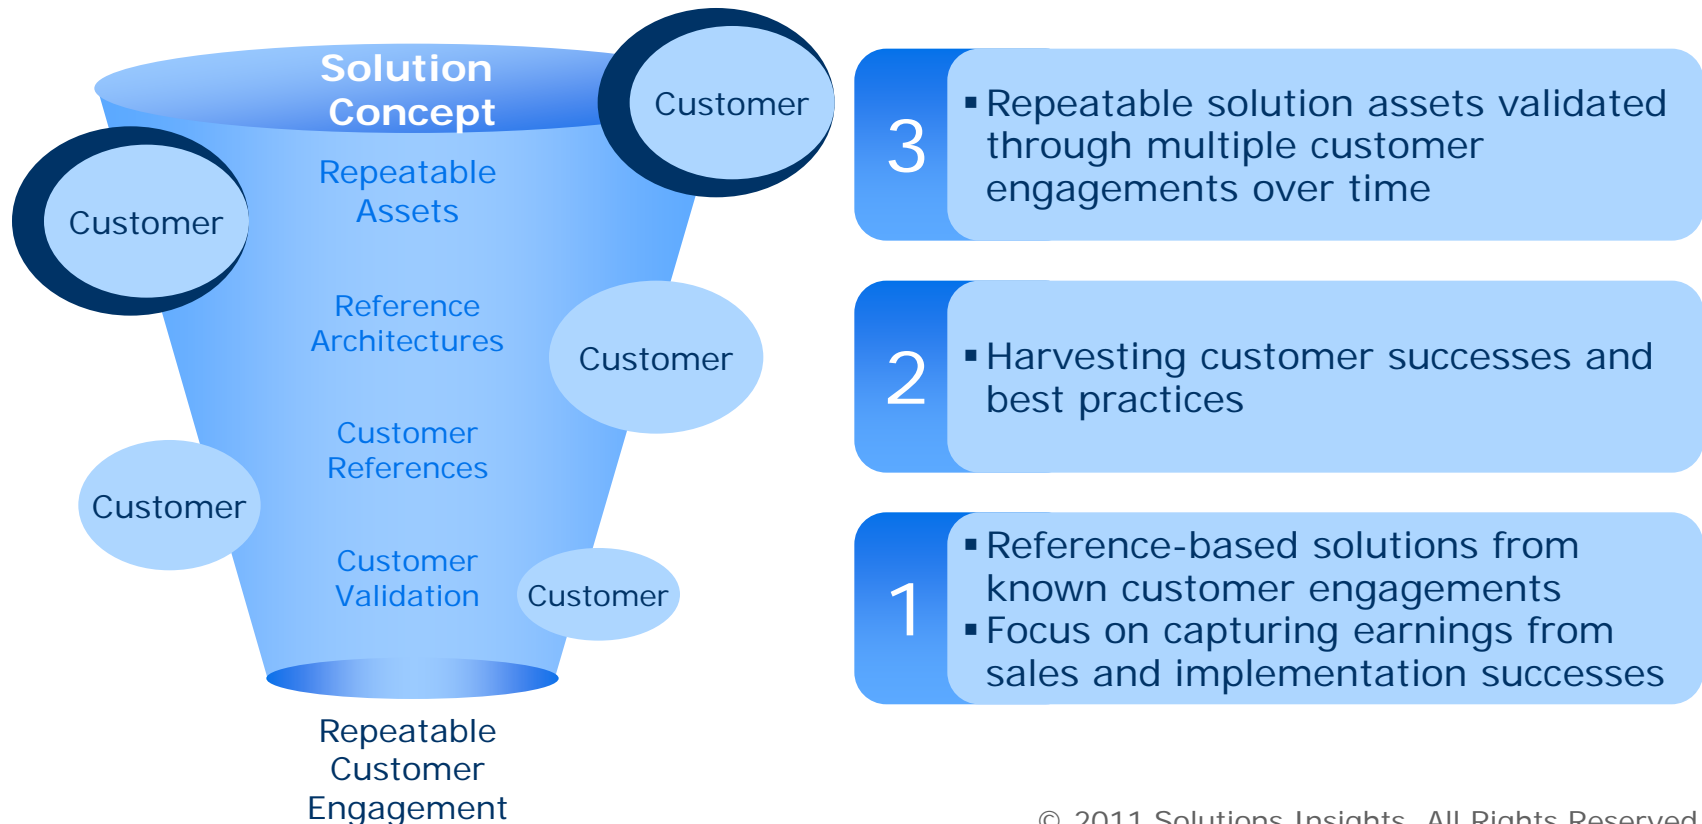 Solution
Concept
Customer
Customer
Repeatable
Assets
Reference
Architectures
Customer
Customer
References
Customer
Customer
Validation
Customer
Repeatable
Customer
Engagement
3
▪ Repeatable solution assets validated
through multiple customer
engagements over time
2
▪ Harvesting customer successes and
best practices
1
▪ Reference-based solutions from
known customer engagements
▪ Focus on capturing earnings from
sales and implementation successes
© 2011 Solutions Insights. All Rights Reserved